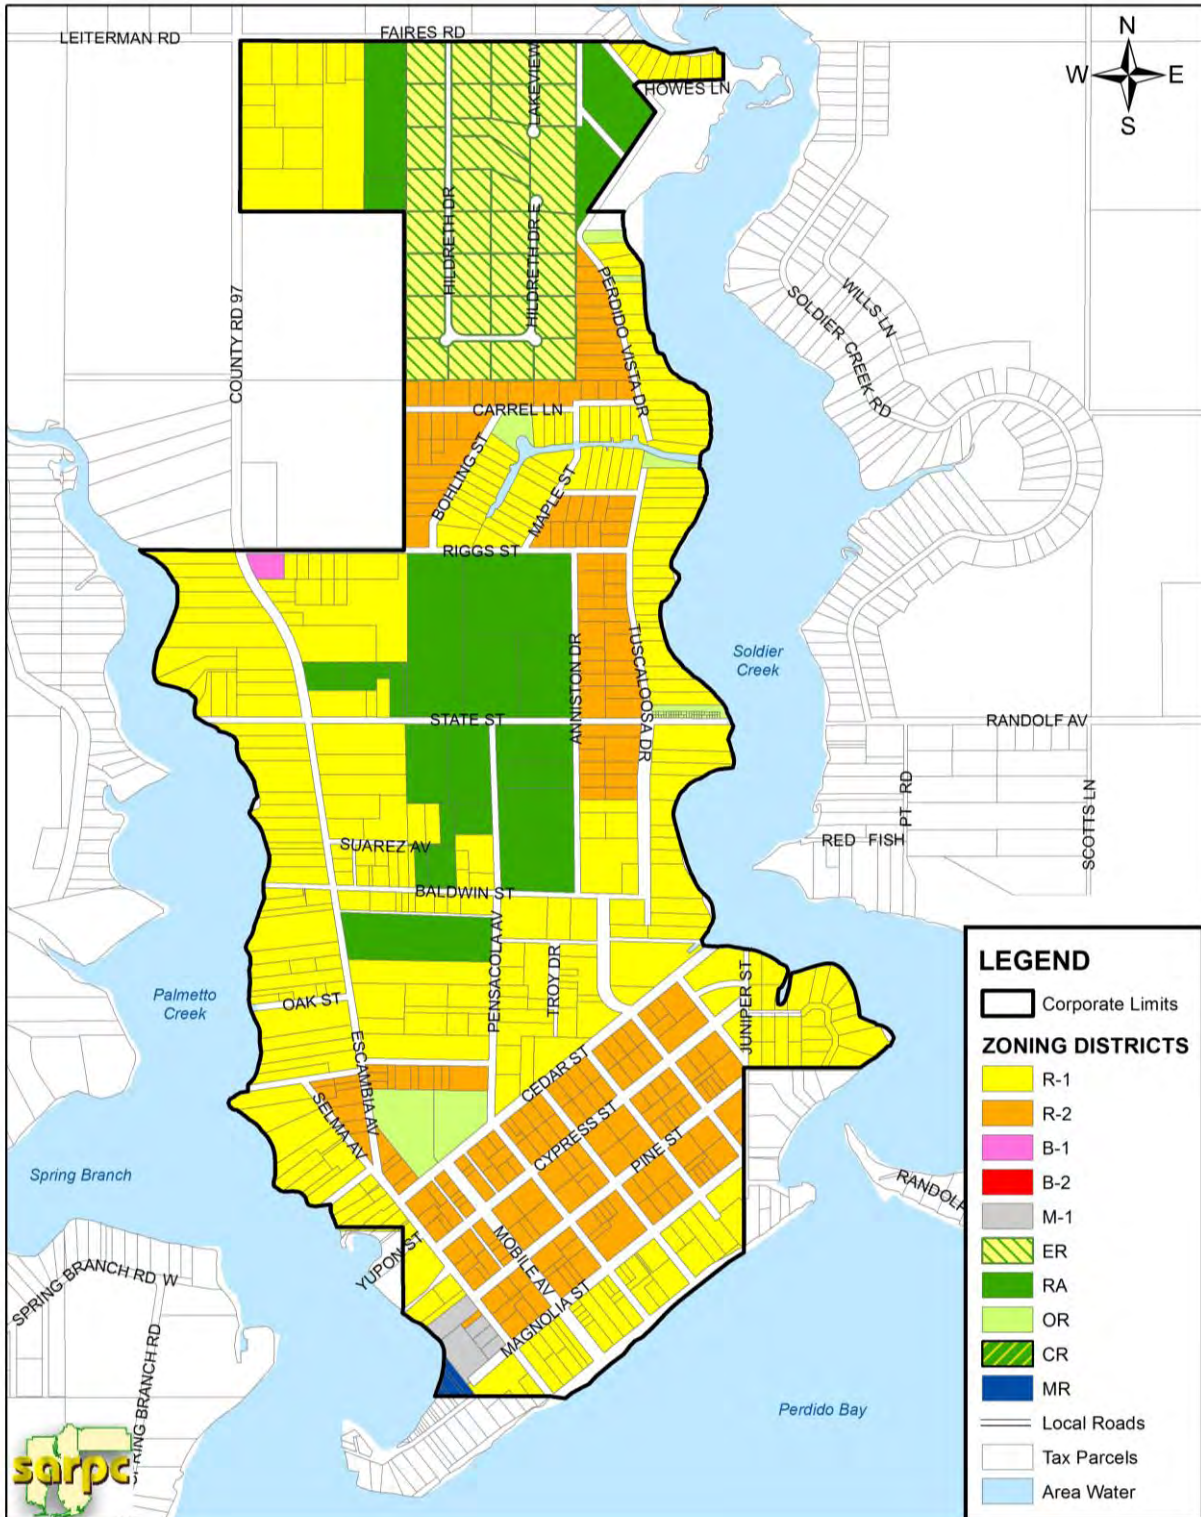 LEITERMAN RD
FAIRES RD
N
W
E
S
HOWES LN
LAKEVIEW
HILDRETH DR
HILDRETH DR E
COUNTY RD 97
PERDIDO VISTA DR
WILLS LN
SOLDIER CREEK RD
CARREL LN
BOHLING ST
MAPLE ST
RIGGS ST
ANNISTON DR
TUSCALOOSA DR
Soldier
Creek
STATE ST
RANDOLF AV
RED FISH PT RD
SCOTTS LN
SUAREZ AV
BALDWIN ST
PENSACOLA AV
TROY DR
JUNIPER ST
Palmetto
Creek
OAK ST
ESCAMBIA AV
SELMA AV
CEDAR ST
CYPRESS ST
PINE ST
Spring Branch
RANDOLF
YUPON ST
MOBILE AV
MAGNOLIA ST
SPRING BRANCH RD W
SPRING BRANCH RD
Perdido Bay
sarpc
LEGEND
Corporate Limits
ZONING DISTRICTS
R-1
R-2
B-1
B-2
M-1
ER
RA
OR
CR
MR
Local Roads
Tax Parcels
Area Water